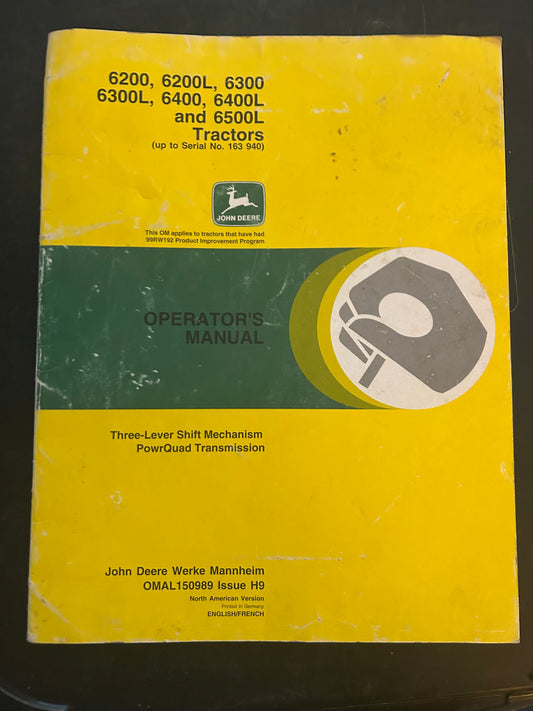 6200, 6200L, 6300
6300L, 6400, 6400L
and 6500L
Tractors
(up to Serial No. 163 940)
JOHN DEERE
This OM applies to tractors that have had
99RW192 Product Improvement Program
OPERATOR'S
MANUAL
Three-Lever Shift Mechanism
PowrQuad Transmission
John Deere Werke Mannheim
OMAL150989 Issue H9
North American Version
Printed in Germany
ENGLISH/FRENCH